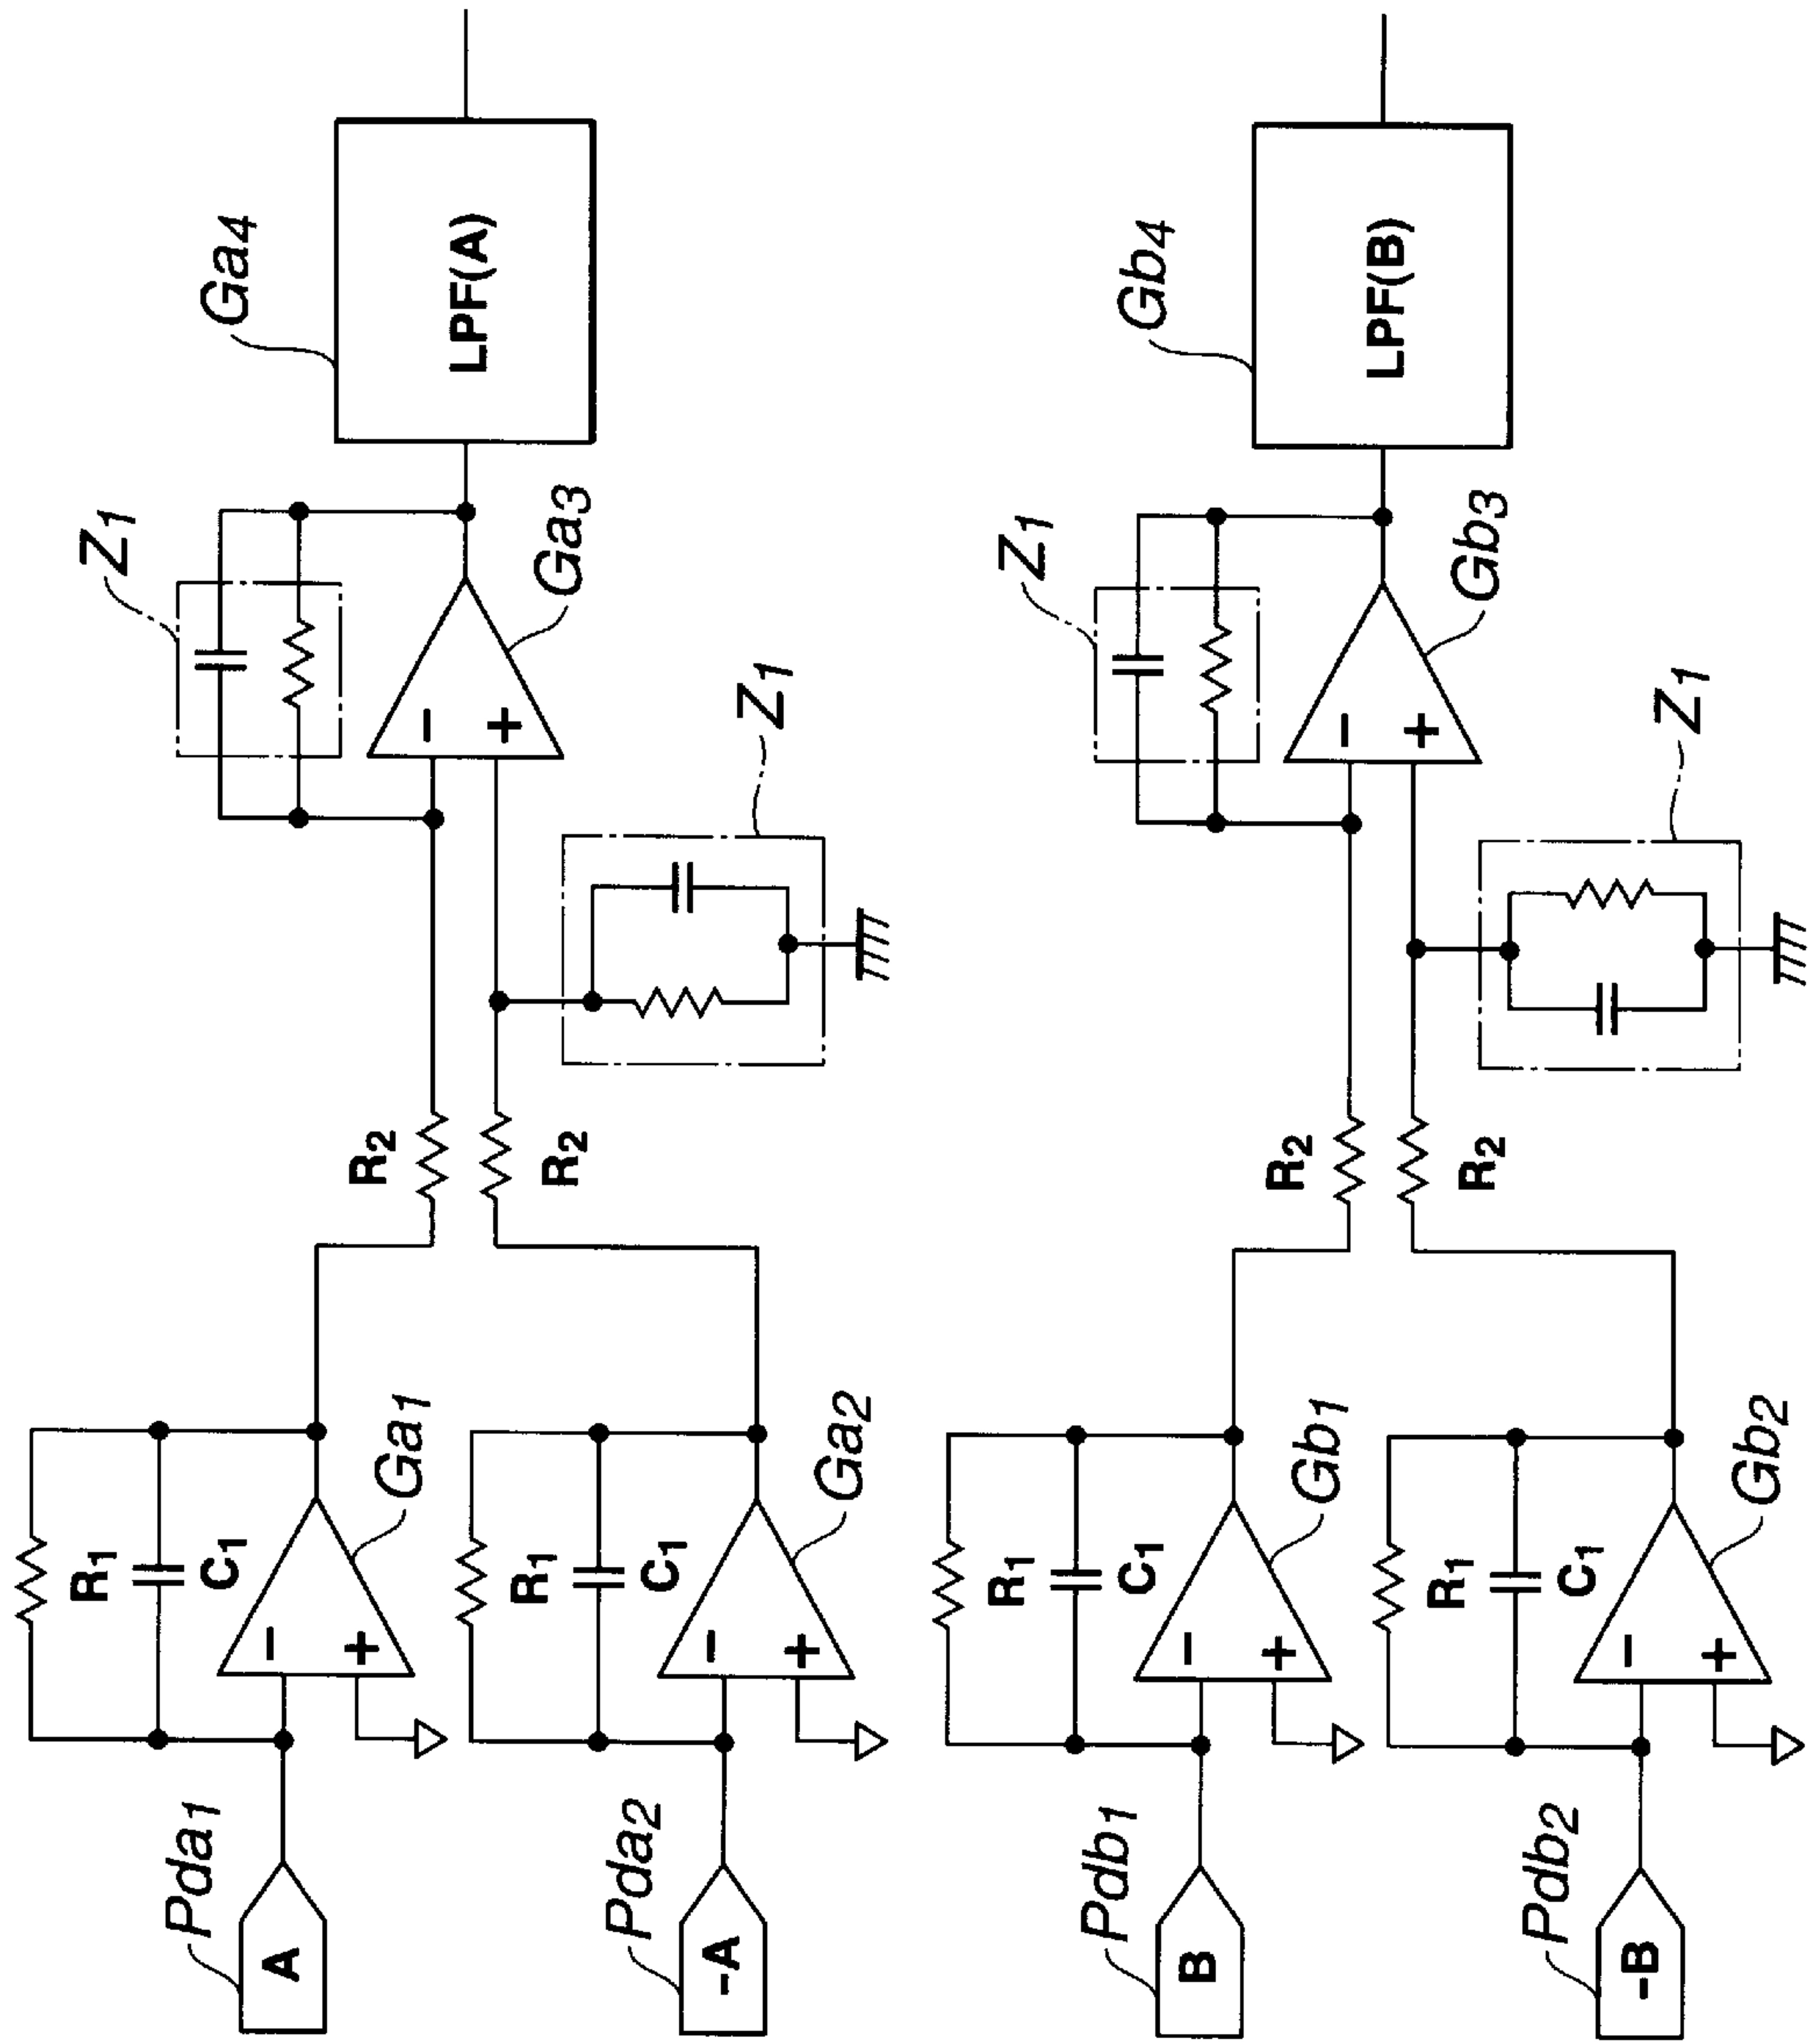 Pda1
A
R1
C1
−
+
Ga1
Pda2
-A
R1
C1
−
+
Ga2
R2
R2
Z1
−
+
Ga3
Z1
Ga4
LPF(A)
Pdb1
B
R1
C1
−
+
Gb1
Pdb2
-B
R1
C1
−
+
Gb2
R2
R2
Z1
−
+
Gb3
Z1
Gb4
LPF(B)